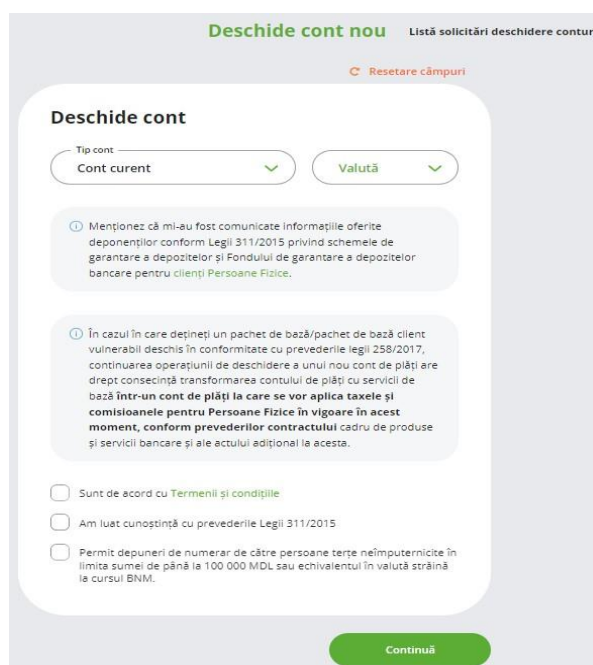 Deschide cont nou
Listă solicitări deschidere contur
Resetare câmpuri
Deschide cont
Tip cont
Cont curent
Valută
Menționez că mi-au fost comunicate informațiile oferite
deponenților conform Legii 311/2015 privind schemele de
garantare a depozitelor și Fondului de garantare a depozitelor
bancare pentru clienți Persoane Fizice.
În cazul în care dețineți un pachet de bază/pachet de bază client
vulnerabil deschis în conformitate cu prevederile legii 258/2017,
continuarea operațiunii de deschidere a unui nou cont de plăți are
drept consecință transformarea contului de plăți cu servicii de
bază într-un cont de plăți la care se vor aplica taxele și
comisioanele pentru Persoane Fizice în vigoare în acest
moment, conform prevederilor contractului cadru de produse
și servicii bancare și ale actului adițional la acesta.
Sunt de acord cu Termenii și condițiile
Am luat cunoștință cu prevederile Legii 311/2015
Permit depuneri de numerar de către persoane terțe neîmputernicite în
limita sumei de până la 100 000 MDL sau echivalentul în valută străină
la cursul BNM.
Continuă